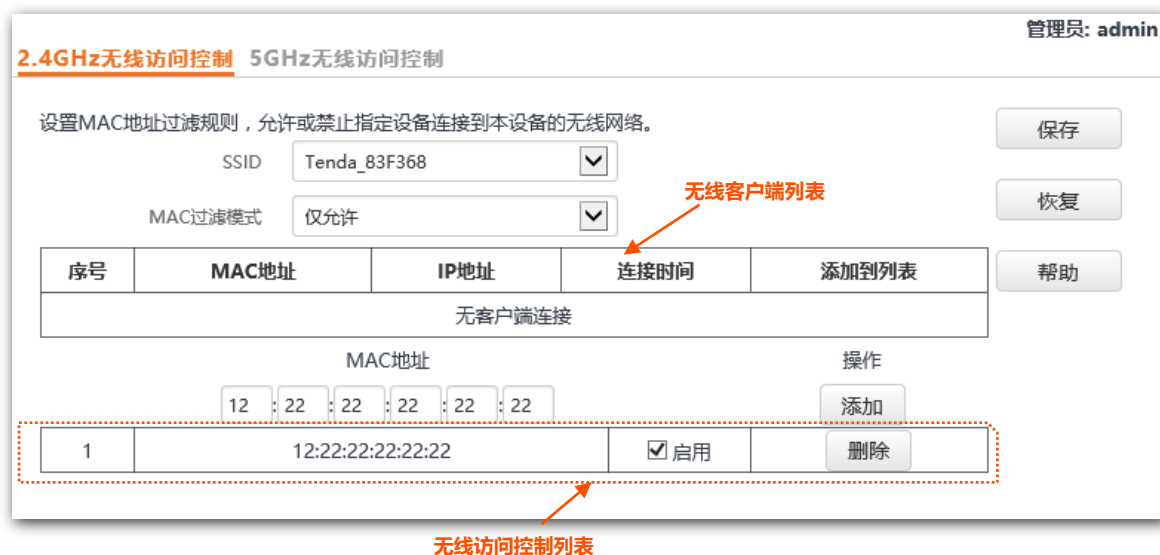 管理员: admin
2.4GHz无线访问控制 5GHz无线访问控制
设置MAC地址过滤规则，允许或禁止指定设备连接到本设备的无线网络。
保存
SSID Tenda_83F368
无线客户端列表
恢复
MAC过滤模式 仅允许
序号 MAC地址 IP地址 连接时间 添加到列表
帮助
无客户端连接
MAC地址 操作
12 : 22 : 22 : 22 : 22 : 22 添加
1 12:22:22:22:22:22 启用 删除
无线访问控制列表